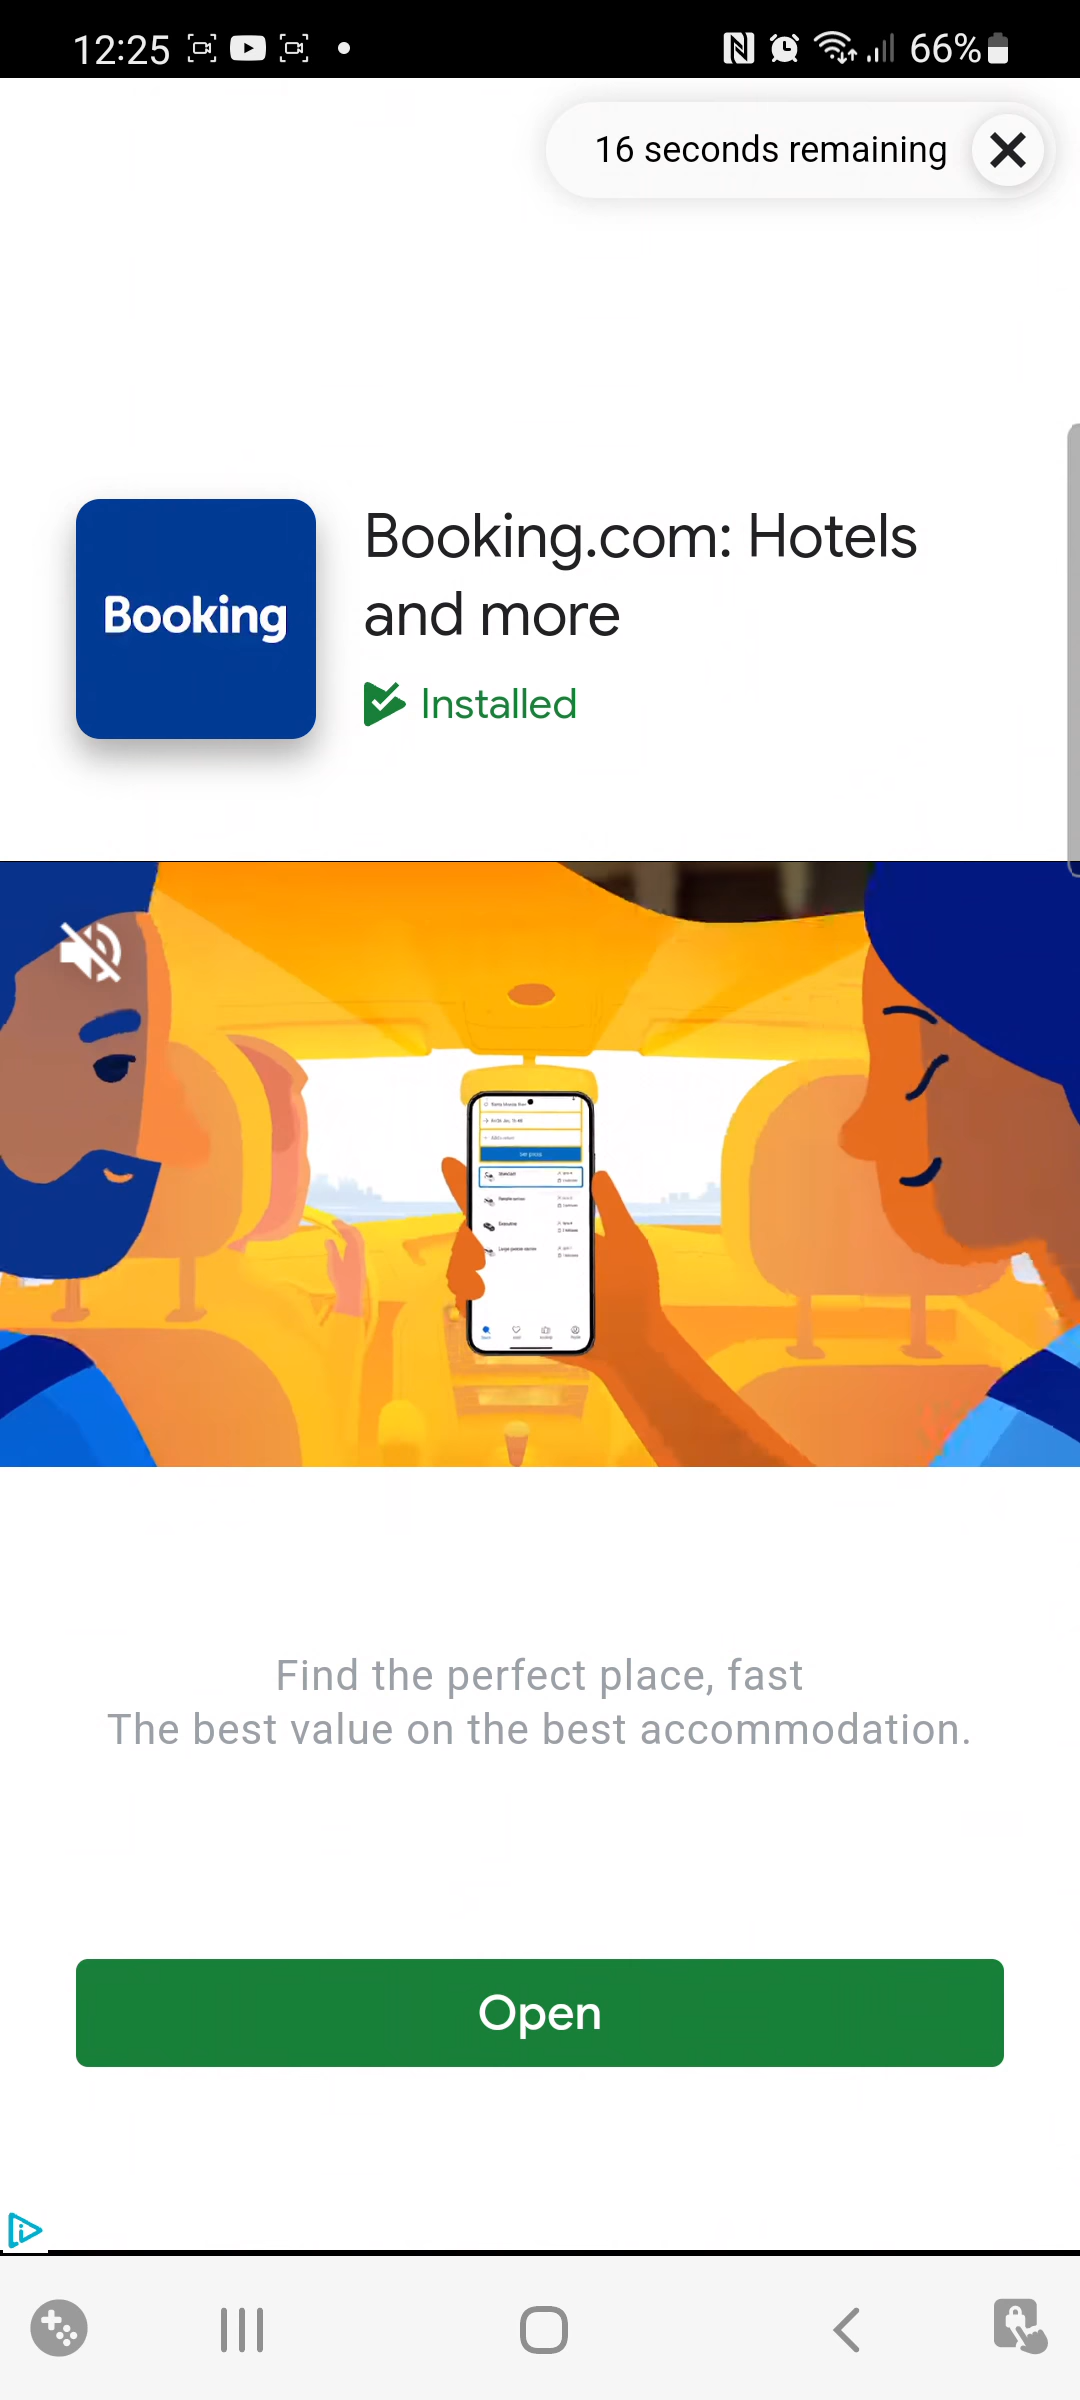 12:25
66%
16 seconds remaining
Booking
Booking.com: Hotels
and more
Installed
Find the perfect place, fast
The best value on the best accommodation.
Open